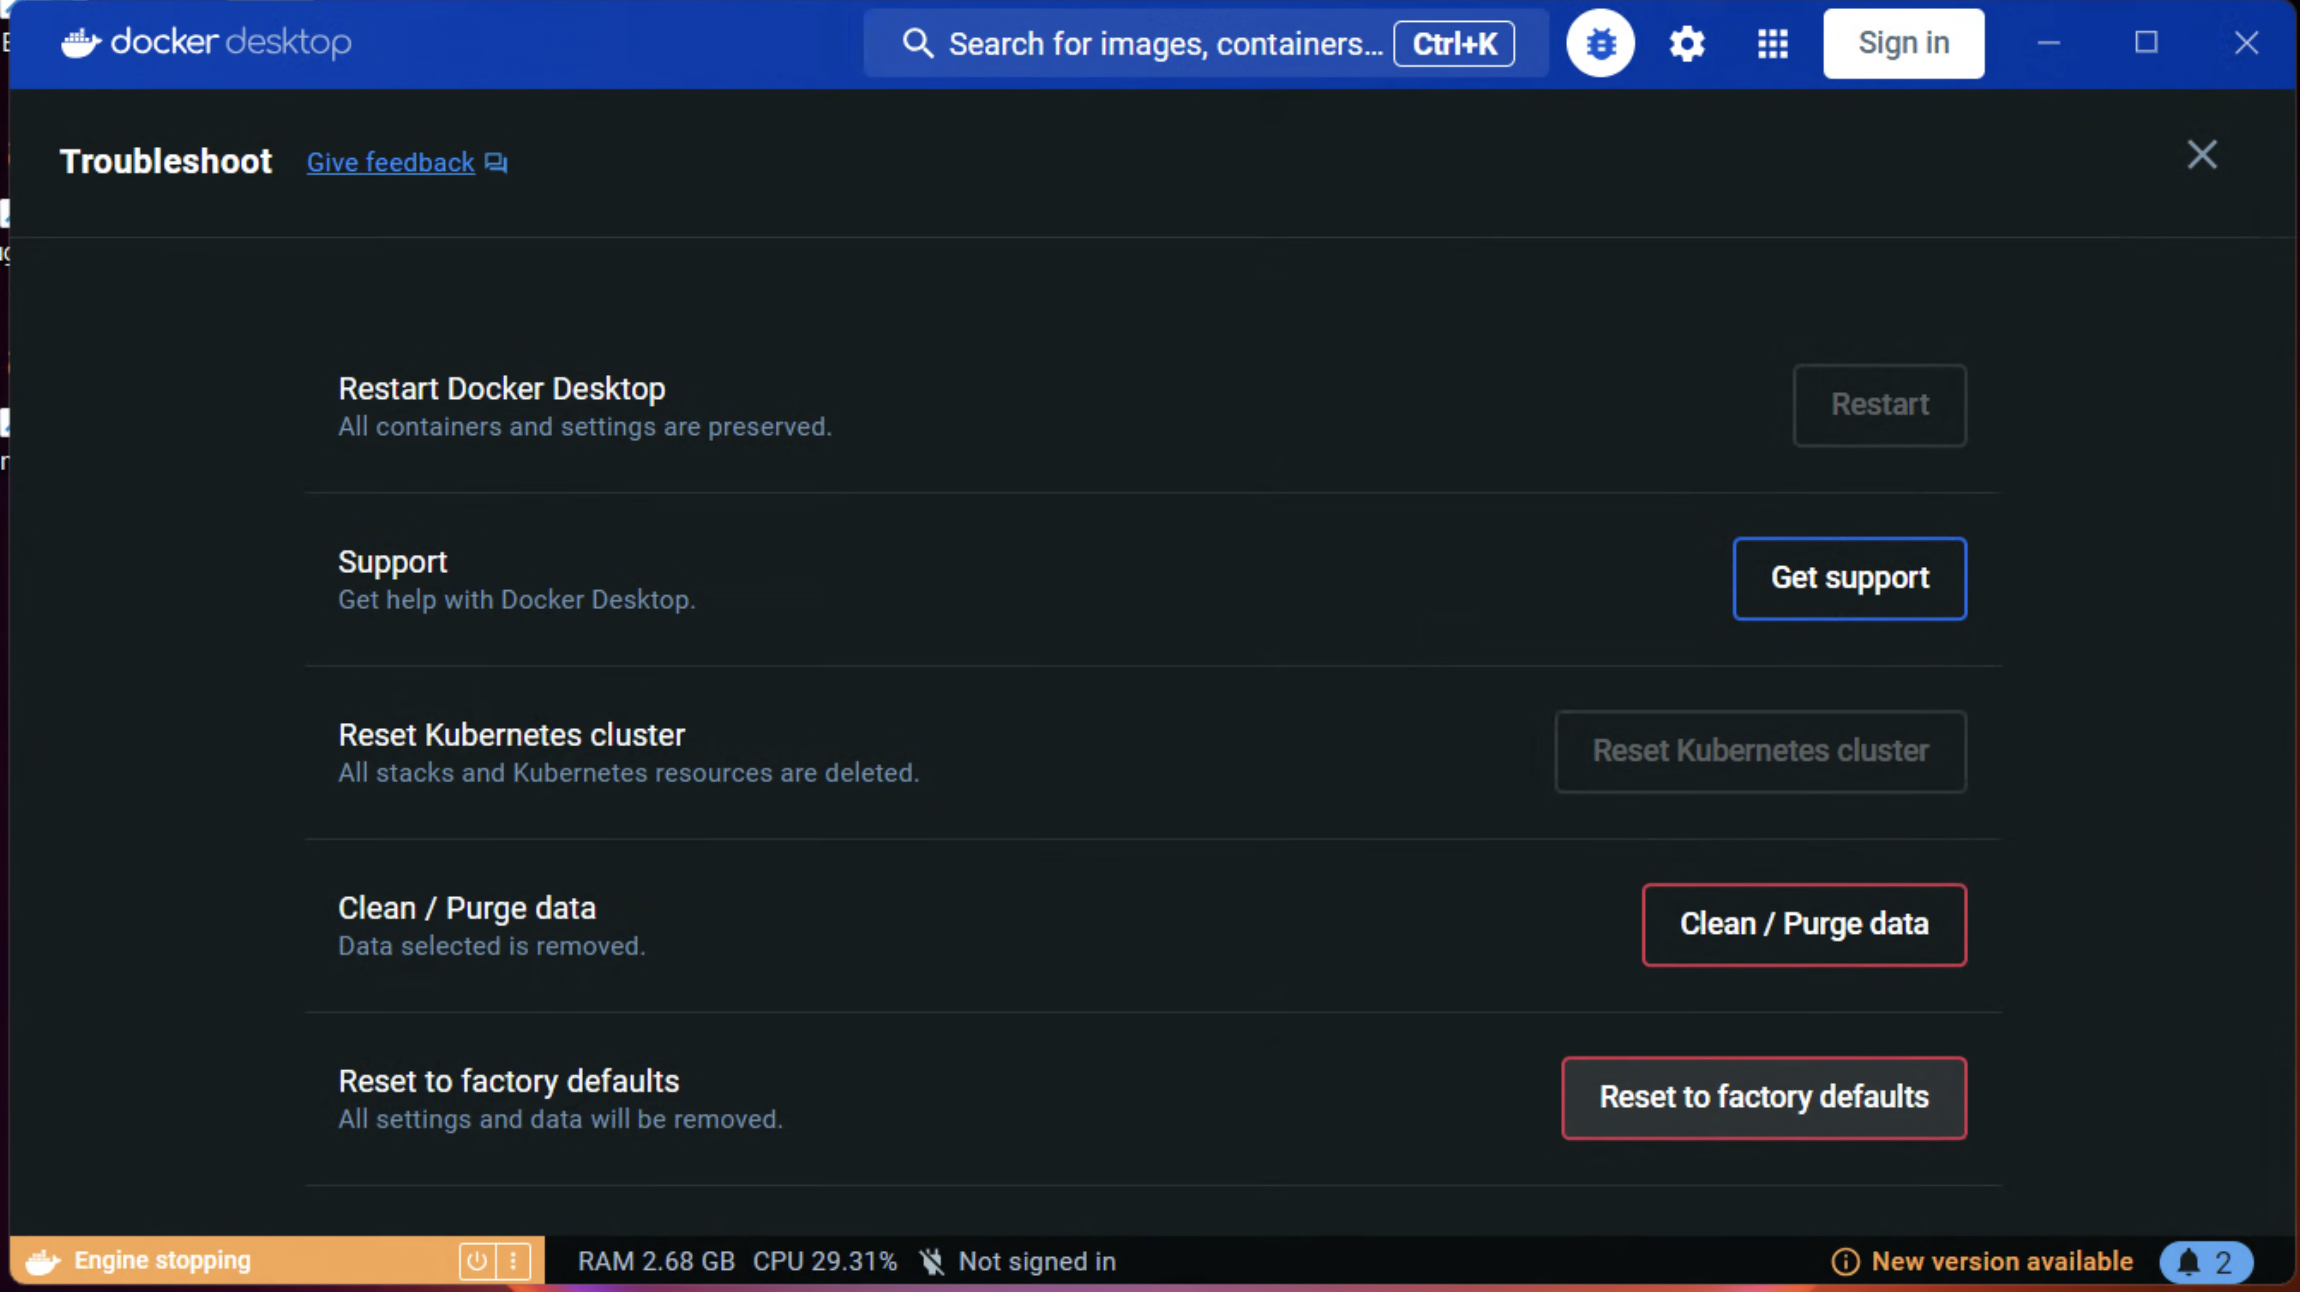 docker desktop
Search for images, containers... Ctrl+K
Sign in
Troubleshoot Give feedback
Restart Docker Desktop
All containers and settings are preserved.
Restart
Support
Get help with Docker Desktop.
Get support
Reset Kubernetes cluster
All stacks and Kubernetes resources are deleted.
Reset Kubernetes cluster
Clean / Purge data
Data selected is removed.
Clean / Purge data
Reset to factory defaults
All settings and data will be removed.
Reset to factory defaults
Engine stopping RAM 2.68 GB CPU 29.31% Not signed in New version available 2